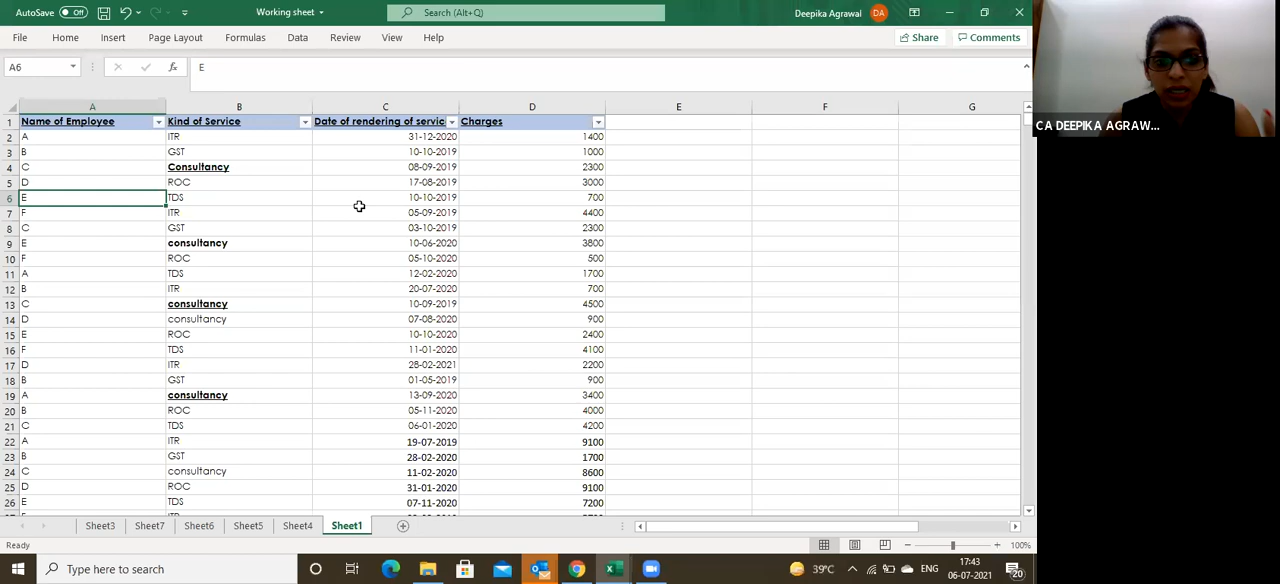 AutoSave Off Working sheet Search (Alt+Q) Deepika Agrawal DA
File Home Insert Page Layout Formulas Data Review View Help Share Comments
A6 fx E
A B C D E F G
1 Name of Employee Kind of Service Date of rendering of servic Charges
2 A ITR 31-12-2020 1400
3 B GST 10-10-2019 1000
4 C Consultancy 08-09-2019 2300
5 D ROC 17-08-2019 3000
6 E TDS 10-10-2019 700
7 F ITR 05-09-2019 4400
8 C GST 03-10-2019 2300
9 E consultancy 10-06-2020 3800
10 F ROC 05-10-2020 500
11 A TDS 12-02-2020 1700
12 B ITR 20-07-2020 700
13 C consultancy 10-09-2019 4500
14 D consultancy 07-08-2020 900
15 E ROC 10-10-2020 2400
16 F TDS 11-01-2020 4100
17 D ITR 28-02-2021 2200
18 B GST 01-05-2019 900
19 A consultancy 13-09-2020 3400
20 B ROC 05-11-2020 4000
21 C TDS 06-01-2020 4200
22 A ITR 19-07-2019 9100
23 B GST 28-02-2020 1700
24 C consultancy 11-02-2020 8600
25 D ROC 31-01-2020 9100
26 E TDS 07-11-2020 7200
Sheet3 Sheet7 Sheet6 Sheet5 Sheet4 Sheet1
Ready 100%
Type here to search 39°C ENG 17:43
06-07-2021 20
CA DEEPIKA AGRAW...